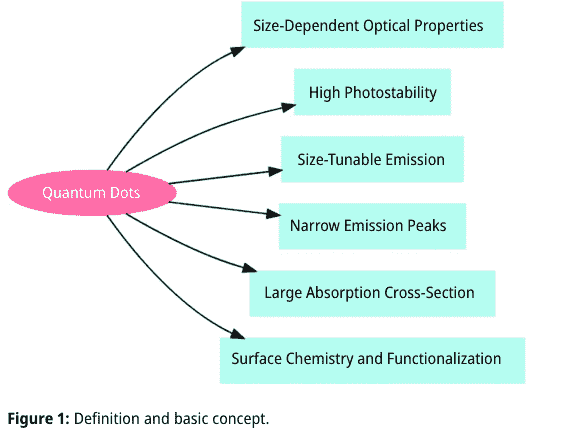 Size-Dependent Optical Properties
High Photostability
Size-Tunable Emission
Quantum Dots
Narrow Emission Peaks
Large Absorption Cross-Section
Surface Chemistry and Functionalization
Figure 1: Definition and basic concept.